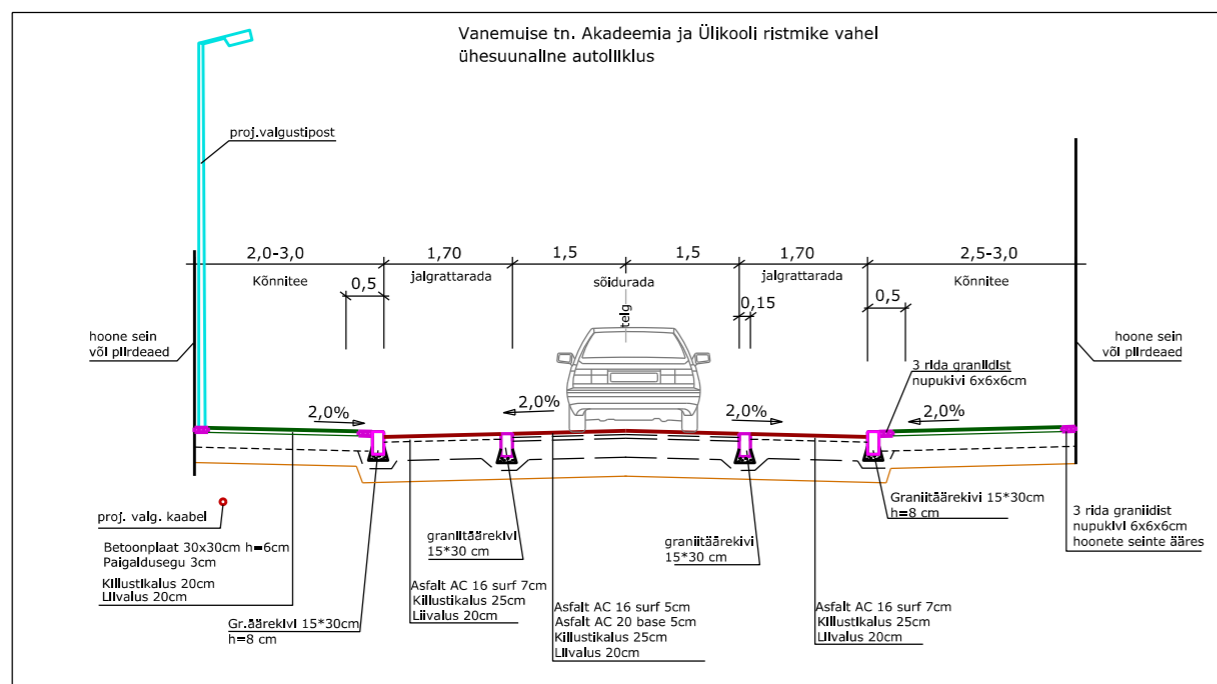 Vanemuise tn. Akadeemia ja Ülikooli ristmike vahel
ühesuunaline autoliiklus
proj.valgustipost
2,0-3,0
1,70
1,5
1,5
1,70
2,5-3,0
Kõnnitee
jalgrattarada
sõidurada
jalgrattarada
Kõnnitee
0,5
0,15
0,5
telg
hoone sein
või piirdeaed
hoone sein
või piirdeaed
3 rida graniidist
nupukivi 6x6x6cm
2,0%
2,0%
2,0%
2,0%
proj. valg. kaabel
Betoonplaat 30x30cm h=6cm
Paigaldusegu 3cm
Killustikalus 20cm
Liivalus 20cm
Gr.äärekivi 15*30cm
h=8 cm
graniitäärekivi
15*30 cm
Asfalt AC 16 surf 7cm
Killustikalus 25cm
Liivalus 20cm
Asfalt AC 16 surf 5cm
Asfalt AC 20 base 5cm
Killustikalus 25cm
Liivalus 20cm
graniitäärekivi
15*30 cm
Asfalt AC 16 surf 7cm
Killustikalus 25cm
Liivalus 20cm
Graniitäärekivi 15*30cm
h=8 cm
3 rida graniidist
nupukivi 6x6x6cm
hoonete seinte ääres